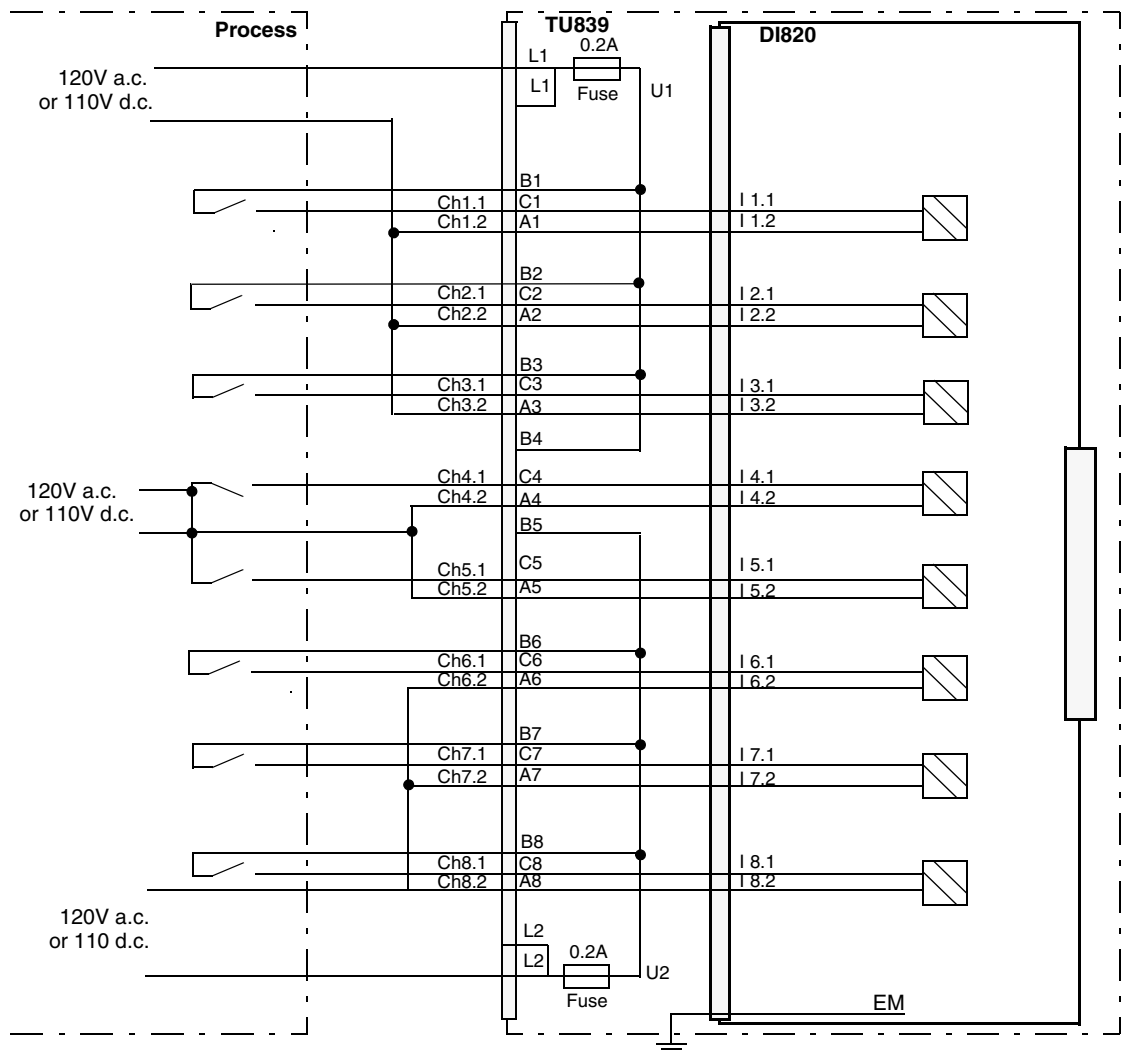 Process
TU839
DI820
L1
0.2A
120V a.c.
or 110V d.c.
L1
Fuse
U1
B1
Ch1.1
C1
I 1.1
Ch1.2
A1
I 1.2
B2
Ch2.1
C2
I 2.1
Ch2.2
A2
I 2.2
B3
Ch3.1
C3
I 3.1
Ch3.2
A3
I 3.2
B4
Ch4.1
C4
I 4.1
120V a.c.
or 110V d.c.
Ch4.2
A4
I 4.2
B5
Ch5.1
C5
I 5.1
Ch5.2
A5
I 5.2
B6
Ch6.1
C6
I 6.1
Ch6.2
A6
I 6.2
B7
Ch7.1
C7
I 7.1
Ch7.2
A7
I 7.2
B8
Ch8.1
C8
I 8.1
Ch8.2
A8
I 8.2
120V a.c.
or 110 d.c.
L2
0.2A
L2
U2
Fuse
EM